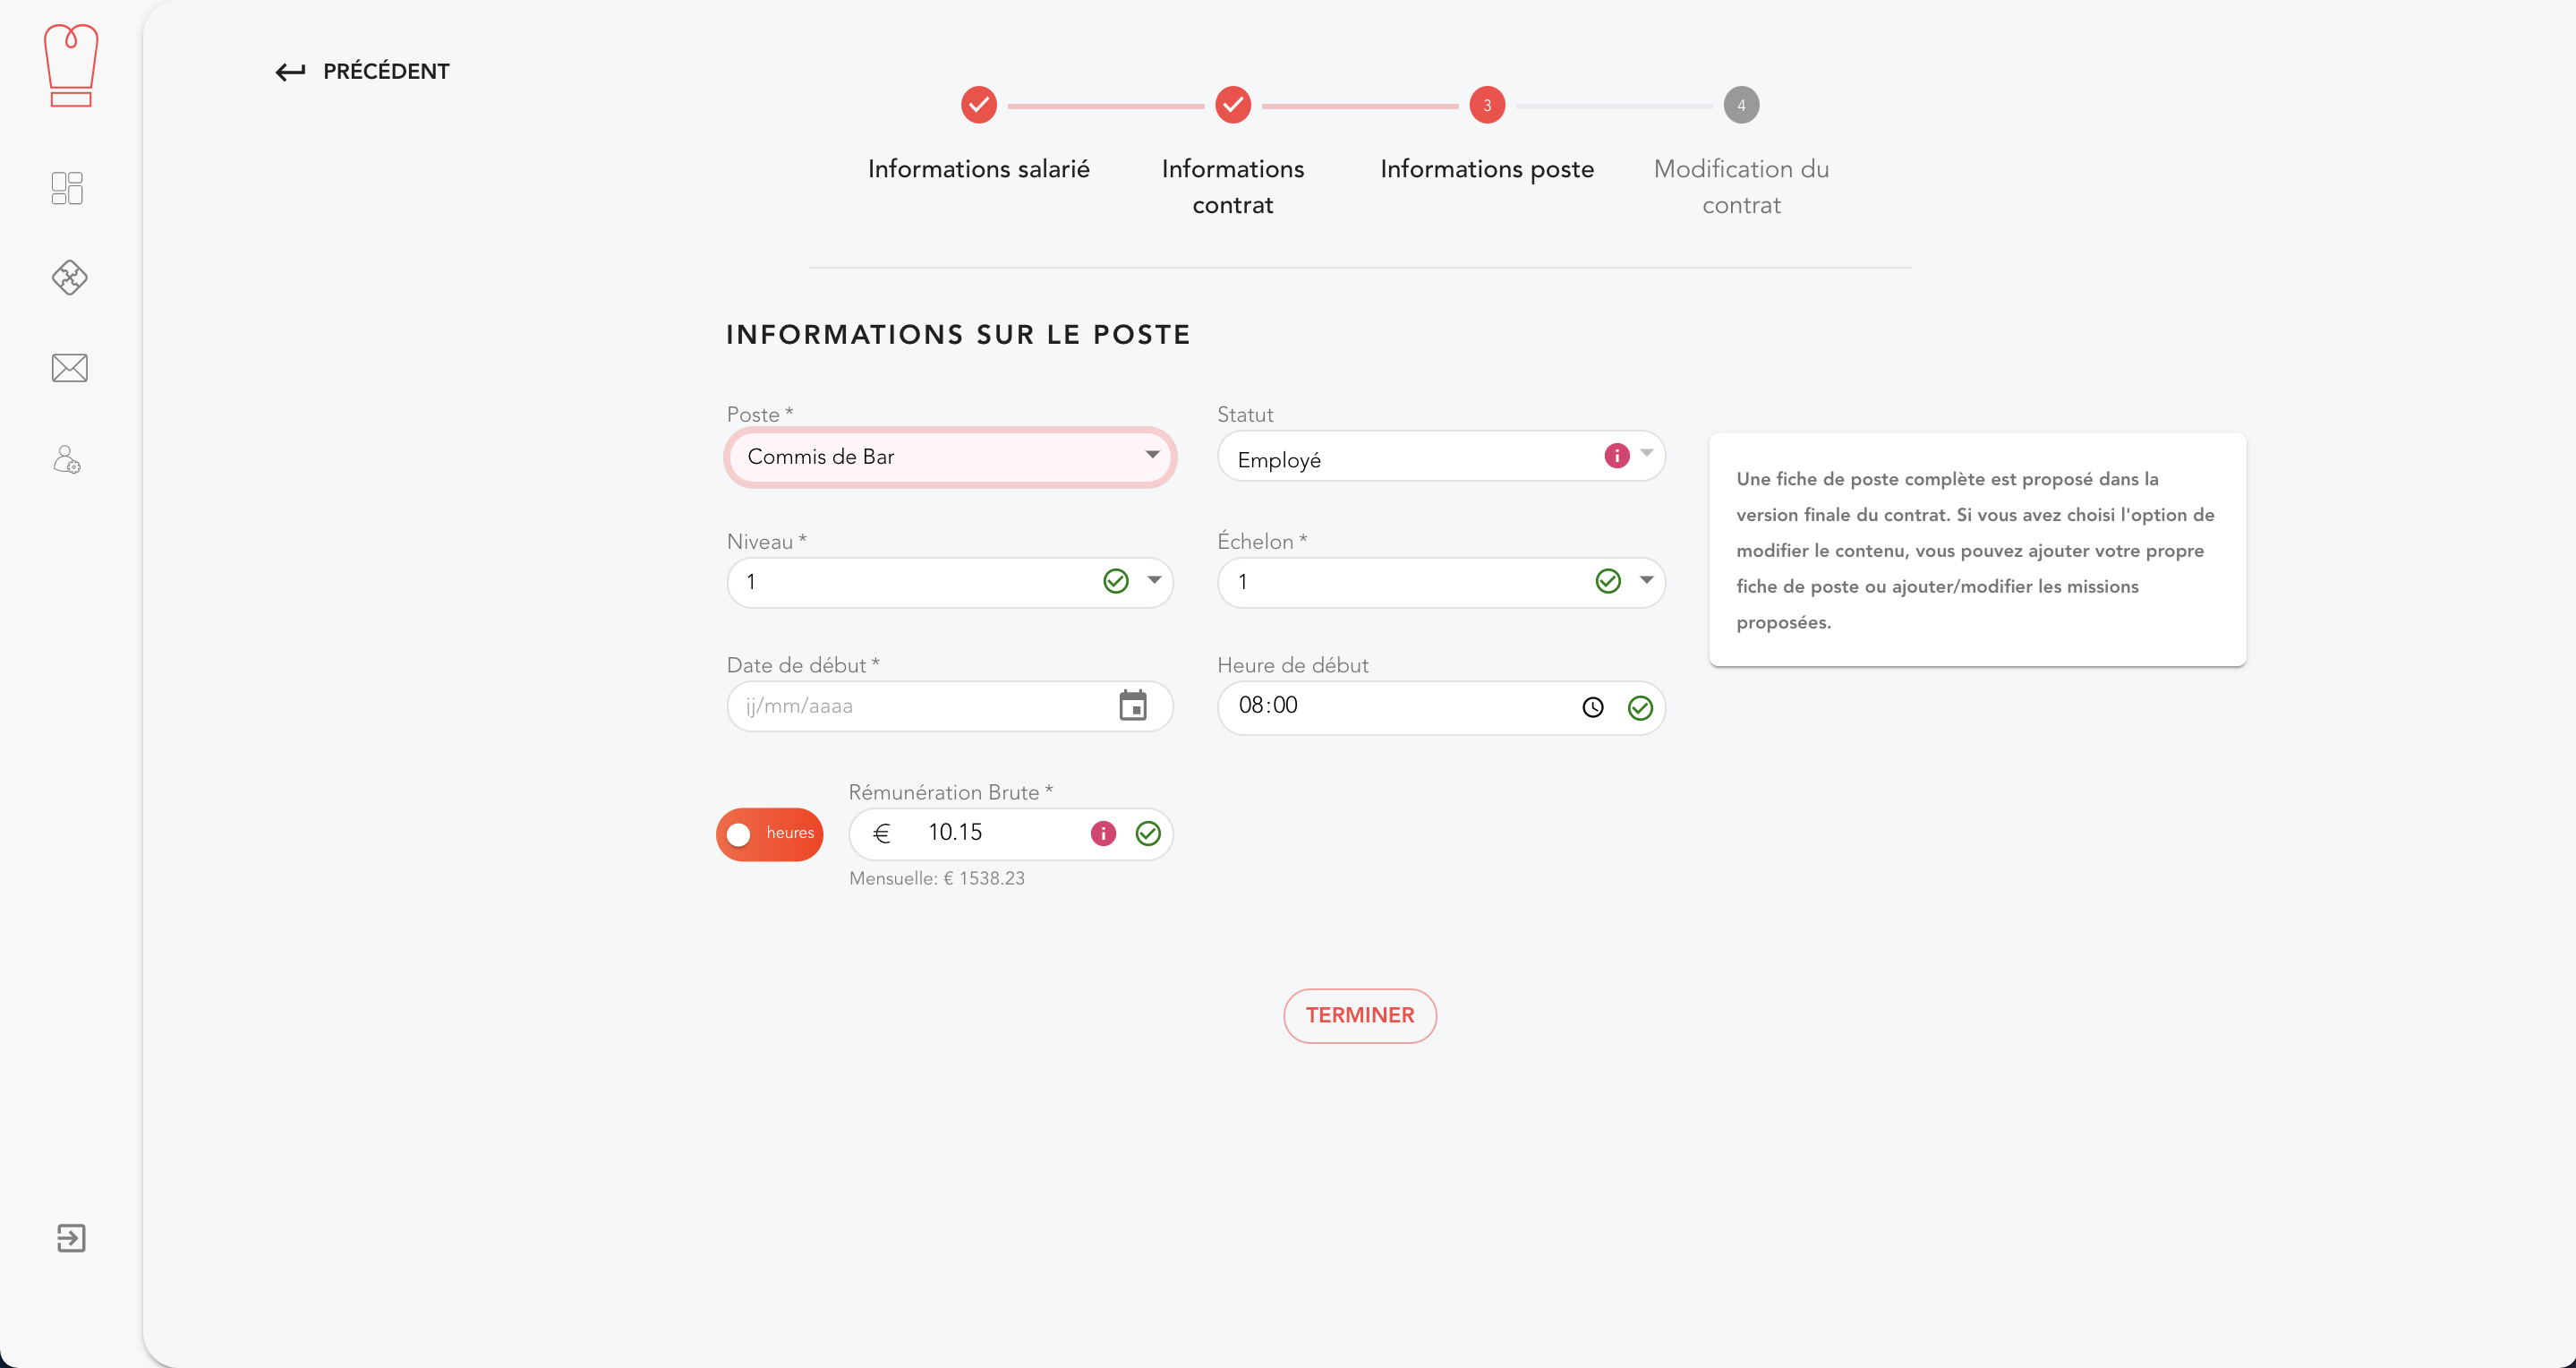 PRÉCÉDENT
3
4
Informations salarié
Informations
contrat
Informations poste
Modification du
contrat
INFORMATIONS SUR LE POSTE
Poste *
Commis de Bar
Statut
Employé
Niveau *
1
Échelon *
1
Date de début *
jj/mm/aaaa
Heure de début
08:00
heures
Rémunération Brute *
€ 10.15
Mensuelle: € 1538.23
Une fiche de poste complète est proposé dans la
version finale du contrat. Si vous avez choisi l'option de
modifier le contenu, vous pouvez ajouter votre propre
fiche de poste ou ajouter/modifier les missions
proposées.
TERMINER